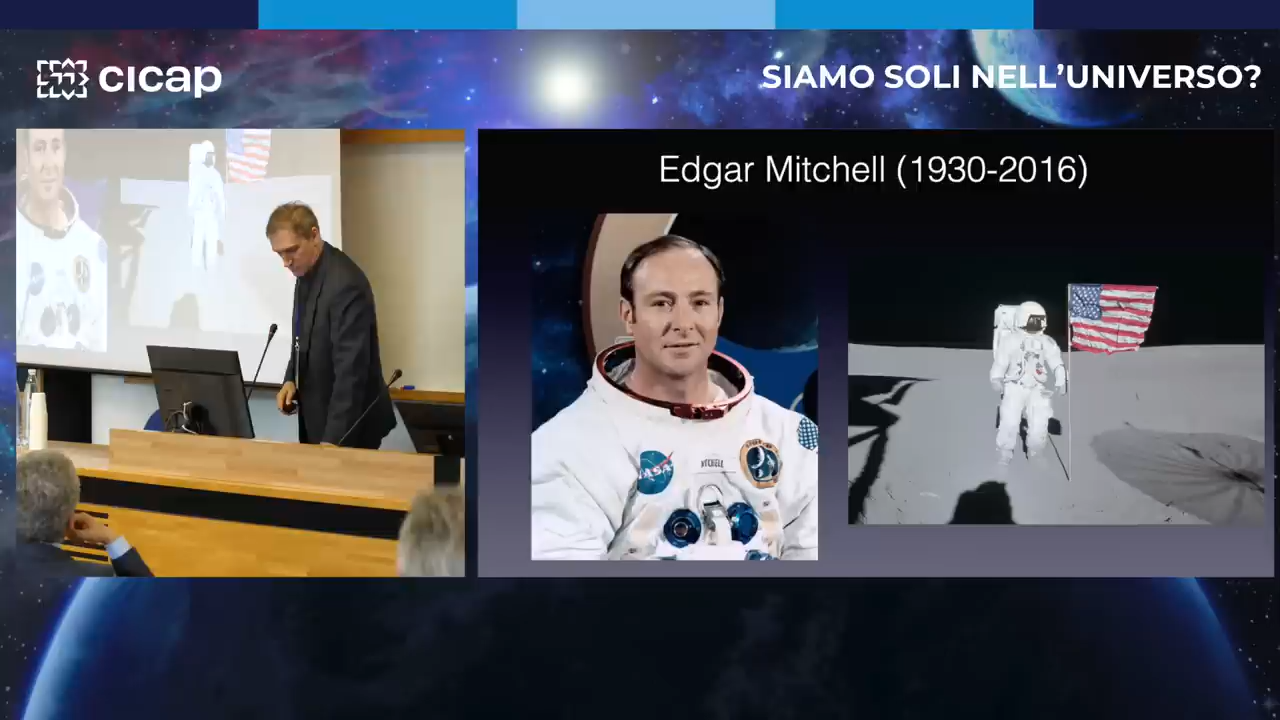 cicap
SIAMO SOLI NELL'UNIVERSO?
Edgar Mitchell (1930-2016)
NASA
MITCHELL